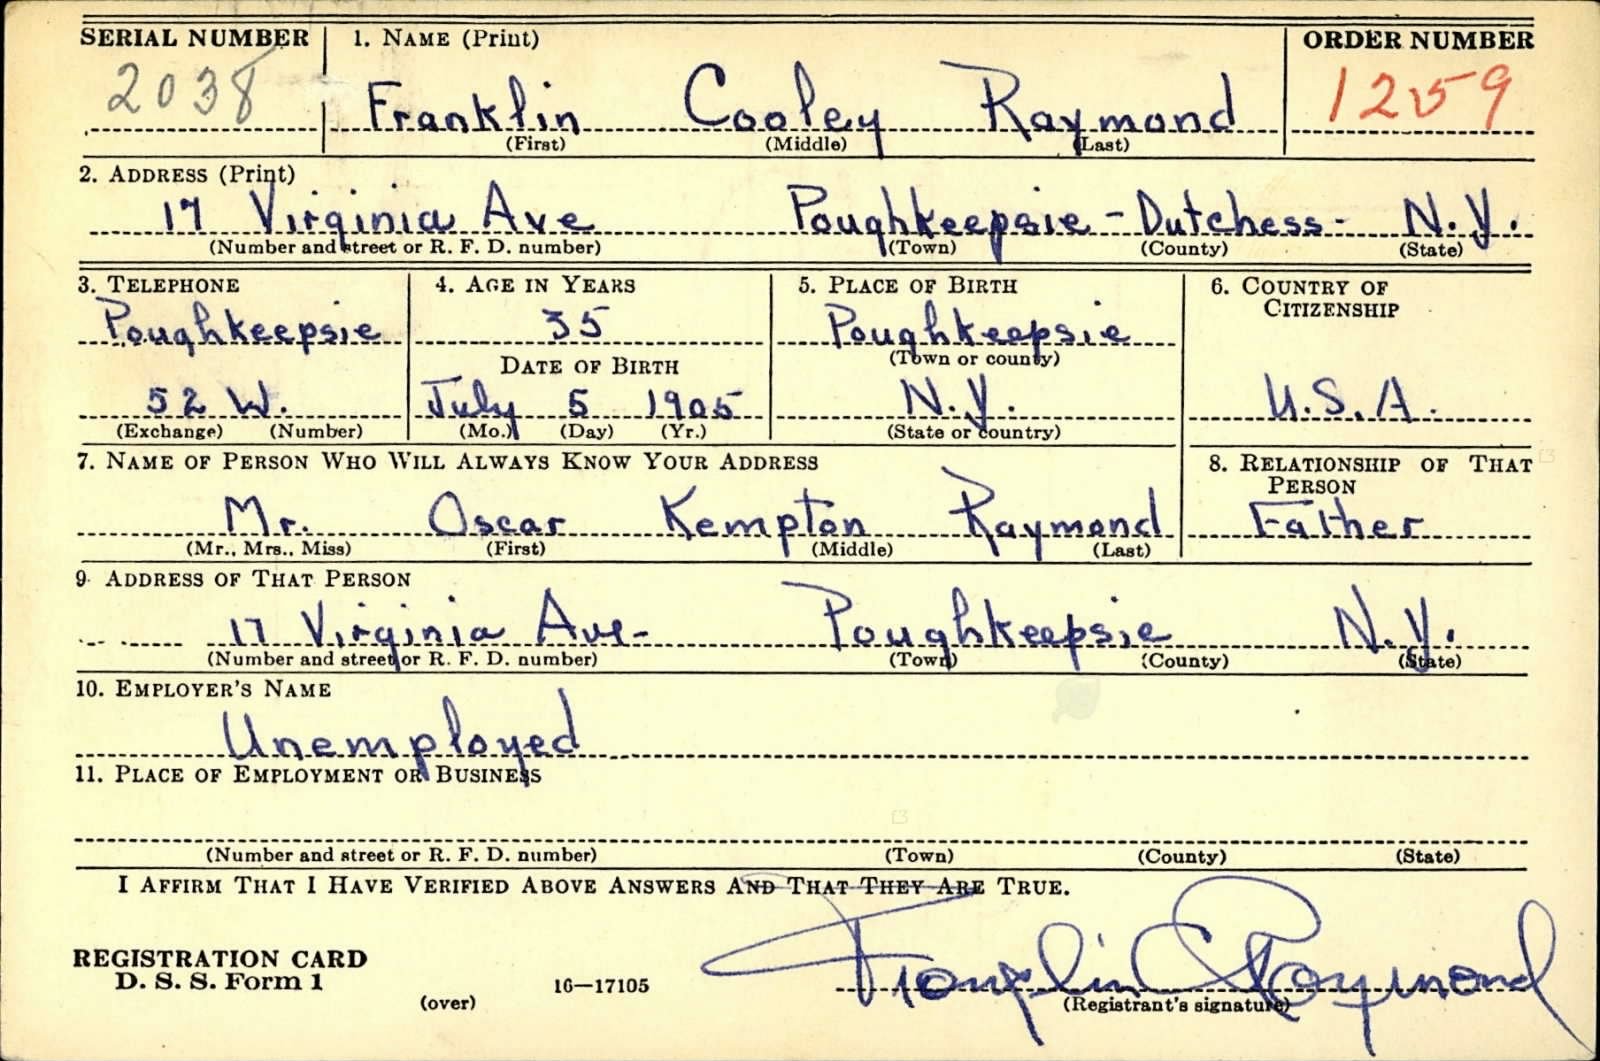 SERIAL NUMBER 1. NAME (Print) ORDER NUMBER
2038 Franklin Cooley Raymond 1259
(First) (Middle) (Last)
2. ADDRESS (Print)
17 Virginia Ave Poughkeepsie - Dutchess - N.Y.
(Number and street or R. F. D. number) (Town) (County) (State)
3. TELEPHONE 4. AGE IN YEARS 5. PLACE OF BIRTH 6. COUNTRY OF
CITIZENSHIP
Poughkeepsie 35 Poughkeepsie
(Town or county)
DATE OF BIRTH
52 W. July 5 1905 N.Y. U.S.A.
(Exchange) (Number) (Mo.) (Day) (Yr.) (State or country)
7. NAME OF PERSON WHO WILL ALWAYS KNOW YOUR ADDRESS 8. RELATIONSHIP OF THAT
PERSON
Mr. Oscar Kempton Raymond Father
(Mr., Mrs., Miss) (First) (Middle) (Last)
9. ADDRESS OF THAT PERSON
17 Virginia Ave- Poughkeepsie N.Y.
(Number and street or R. F. D. number) (Town) (County) (State)
10. EMPLOYER'S NAME
Unemployed
11. PLACE OF EMPLOYMENT OR BUSINESS
(Number and street or R. F. D. number) (Town) (County) (State)
I AFFIRM THAT I HAVE VERIFIED ABOVE ANSWERS AND THAT THEY ARE TRUE.
REGISTRATION CARD
D. S. S. Form 1 16—17105 Franklin C Raymond
(over) (Registrant's signature)